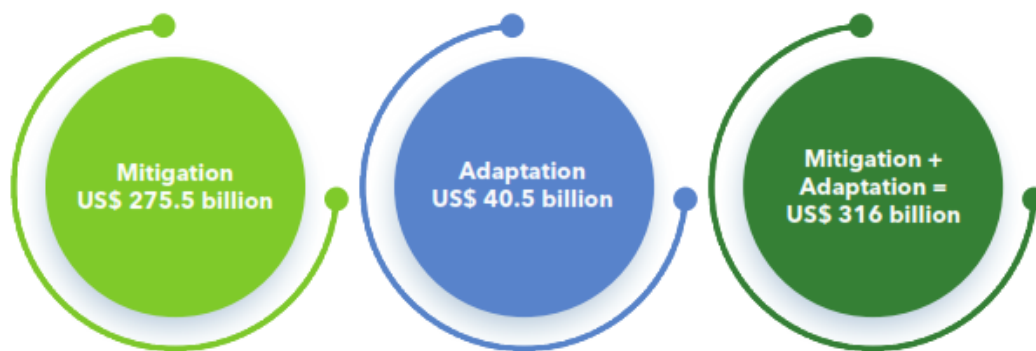 Mitigation
US$ 275.5 billion
Adaptation
US$ 40.5 billion
Mitigation +
Adaptation =
US$ 316 billion